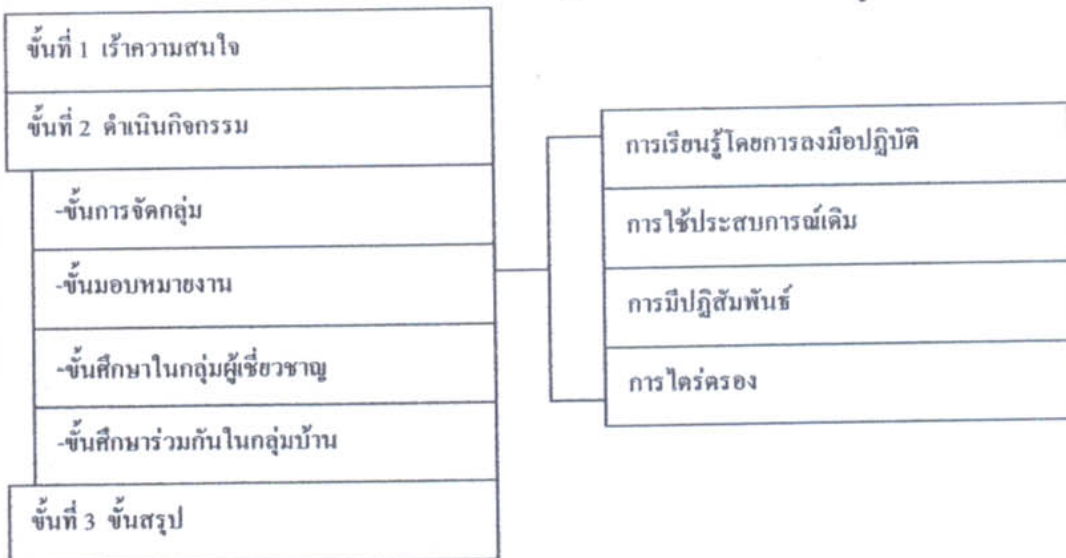 ขั้นที่ 1 เร้าความสนใจ
ขั้นที่ 2 ดำเนินกิจกรรม
-ขั้นการจัดกลุ่ม
-ขั้นมอบหมายงาน
-ขั้นศึกษาในกลุ่มผู้เชี่ยวชาญ
-ขั้นศึกษาร่วมกันในกลุ่มบ้าน
ขั้นที่ 3 ขั้นสรุป
การเรียนรู้โดยการลงมือปฏิบัติ
การใช้ประสบการณ์เดิม
การมีปฏิสัมพันธ์
การไตร่ตรอง